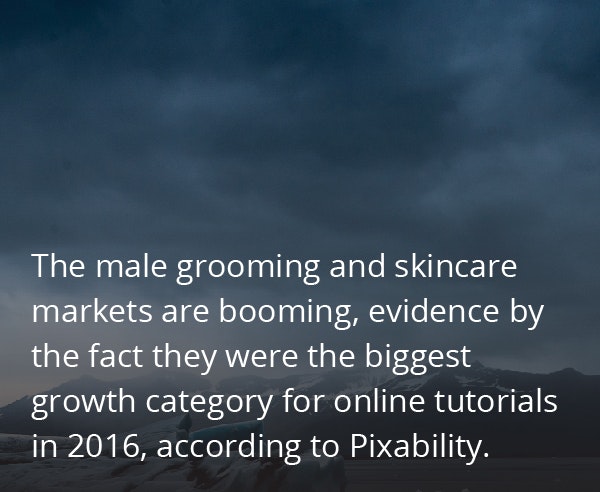 The male grooming and skincare
markets are booming, evidence by
the fact they were the biggest
growth category for online tutorials
in 2016, according to Pixability.